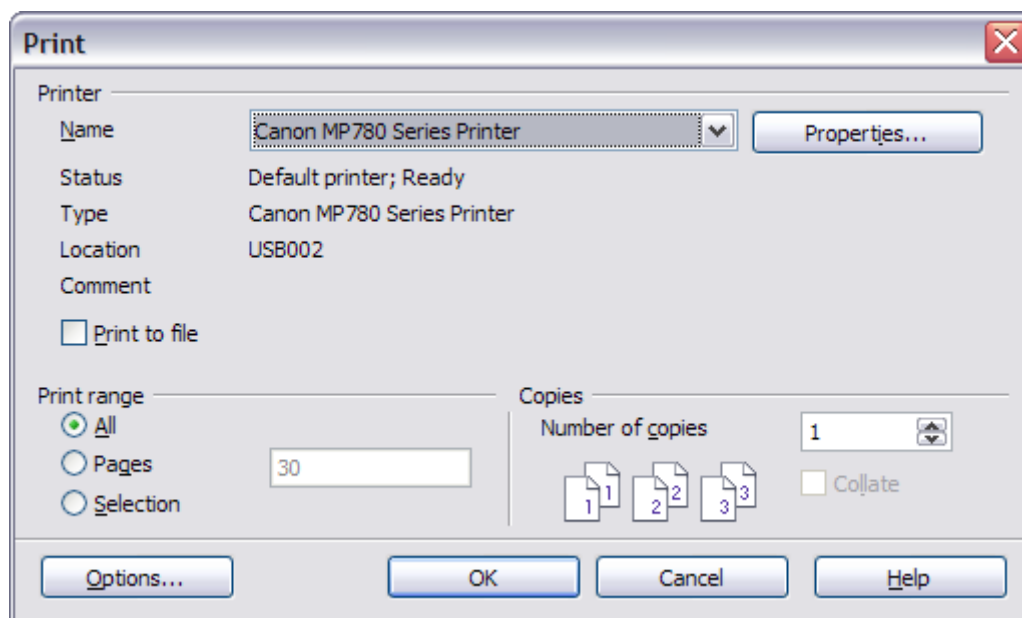 Print
Printer
Name Canon MP780 Series Printer Properties...
Status Default printer; Ready
Type Canon MP780 Series Printer
Location USB002
Comment
Print to file
Print range Copies
All Number of copies 1
Pages 30
1 1 2 2 3 3 Collate
Selection
Options... OK Cancel Help